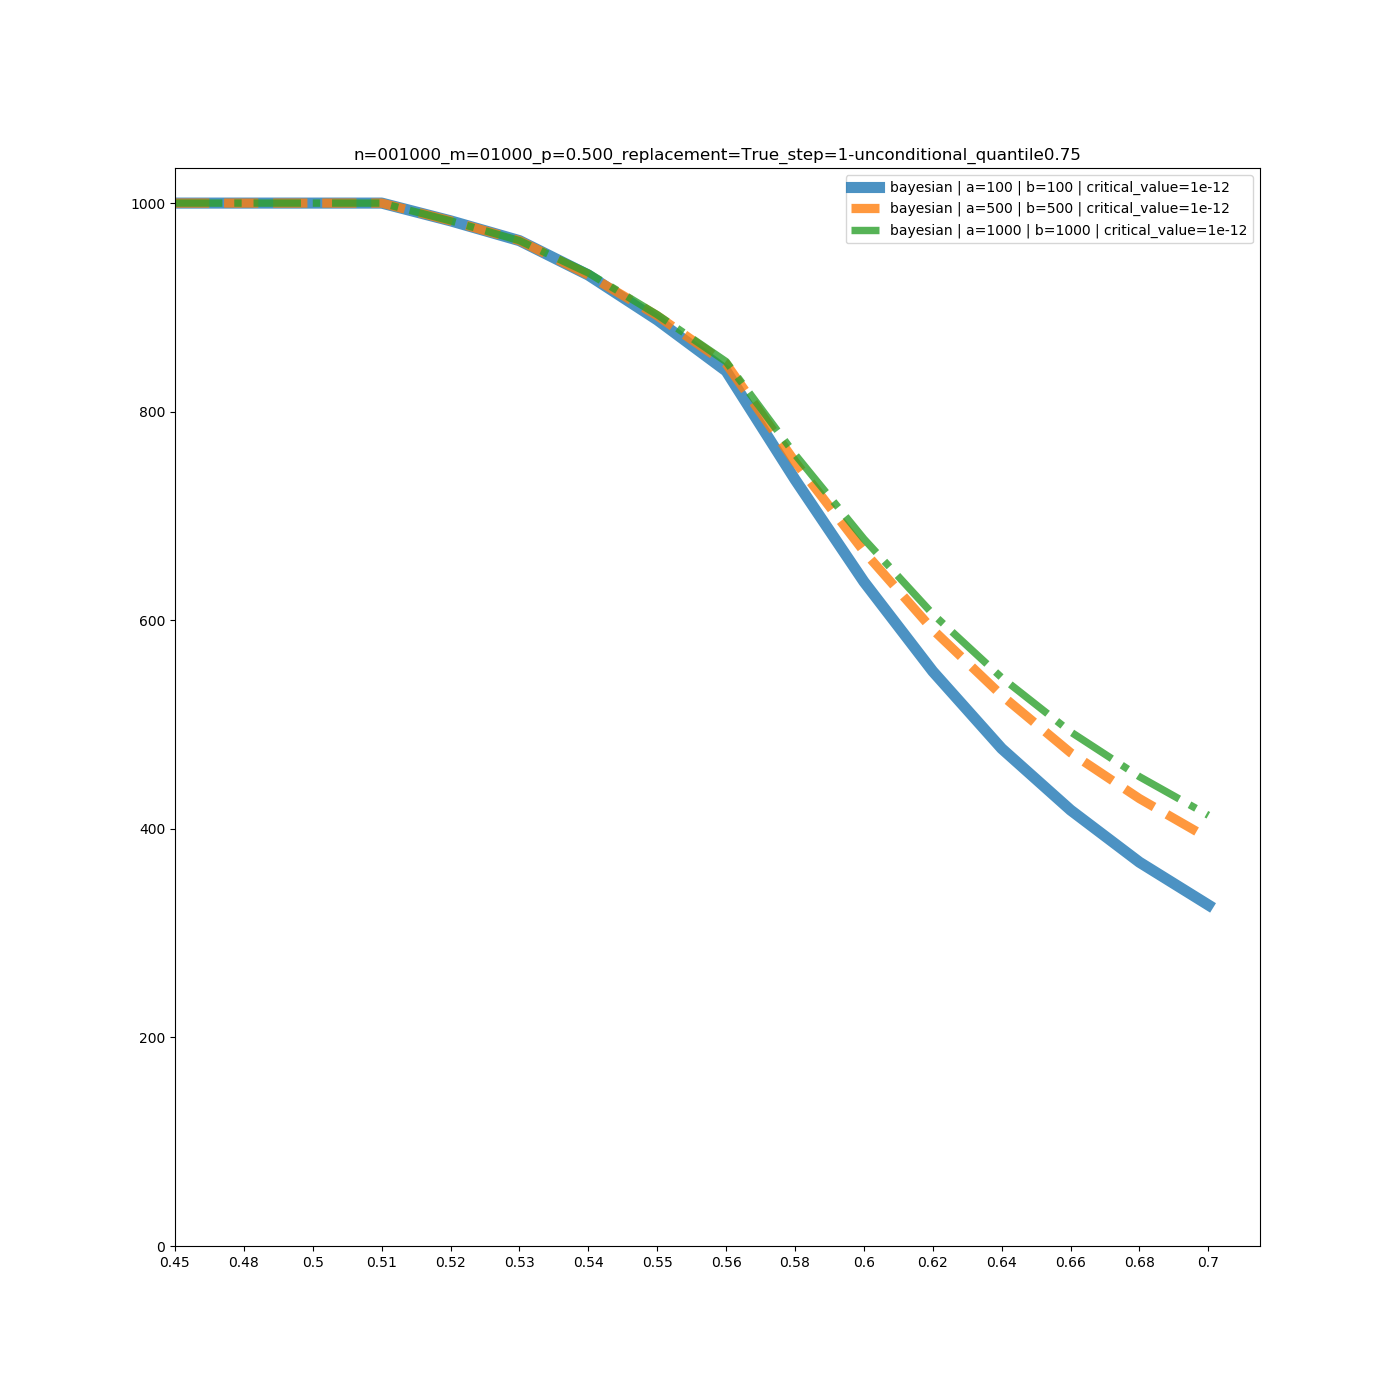 n=001000_m=01000_p=0.500_replacement=True_step=1-unconditional_quantile0.75
bayesian | a=100 | b=100 | critical_value=1e-12
bayesian | a=500 | b=500 | critical_value=1e-12
bayesian | a=1000 | b=1000 | critical_value=1e-12
1000
800
600
400
200
0
0.45 0.48 0.5 0.51 0.52 0.53 0.54 0.55 0.56 0.58 0.6 0.62 0.64 0.66 0.68 0.7